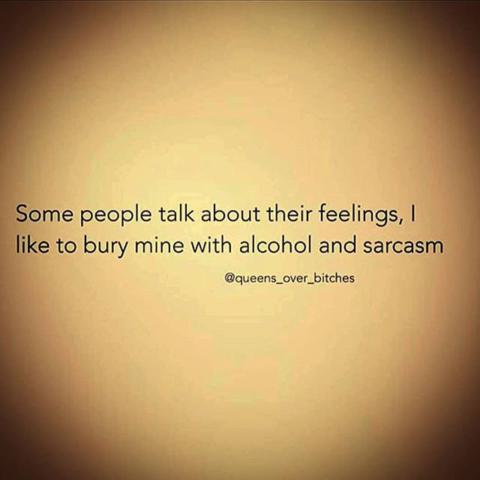 Some people talk about their feelings, I
like to bury mine with alcohol and sarcasm
@queens_over_bitches